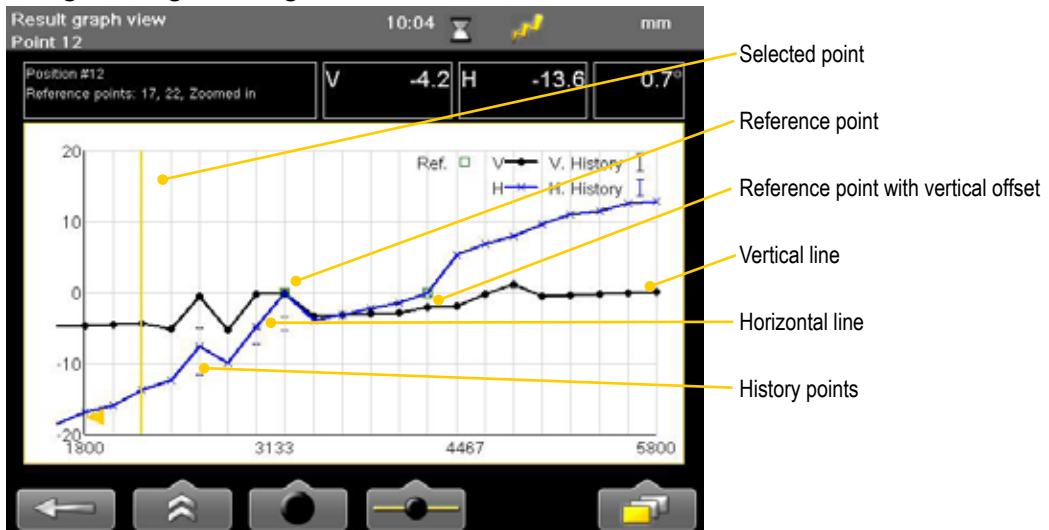 Result graph view
Point 12
10:04
mm
Position #12
Reference points: 17, 22, Zoomed in
V -4.2
H -13.6
0.7°
Ref.
V V. History
H H. History
20
10
0
-10
-20
1800 3133 4467 5800
Selected point
Reference point
Reference point with vertical offset
Vertical line
Horizontal line
History points